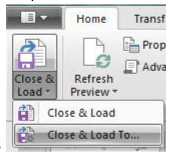 Home Transf
Close & Load
Refresh Preview
Prop
Adva
Close & Load
Close & Load To...